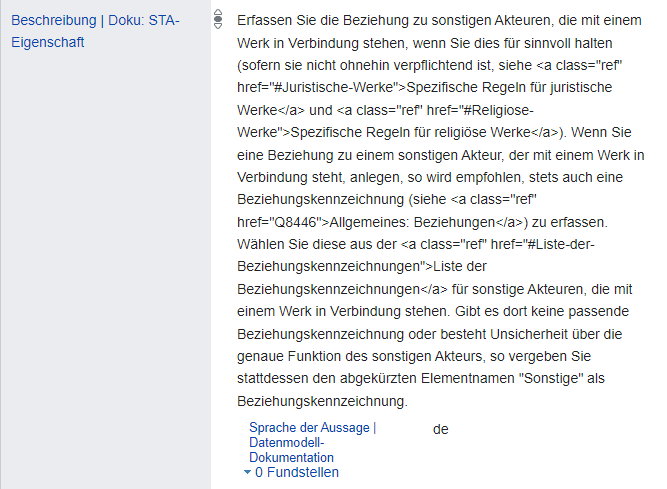 Beschreibung | Doku: STA-
Eigenschaft
Erfassen Sie die Beziehung zu sonstigen Akteuren, die mit einem
Werk in Verbindung stehen, wenn Sie dies für sinnvoll halten
(sofern sie nicht ohnehin verpflichtend ist, siehe <a class="ref"
href="#Juristische-Werke">Spezifische Regeln für juristische
Werke</a> und <a class="ref" href="#Religiose-
Werke">Spezifische Regeln für religiöse Werke</a>). Wenn Sie
eine Beziehung zu einem sonstigen Akteur, der mit einem Werk in
Verbindung steht, anlegen, so wird empfohlen, stets auch eine
Beziehungskennzeichnung (siehe <a class="ref"
href="Q8446">Allgemeines: Beziehungen</a>) zu erfassen.
Wählen Sie diese aus der <a class="ref" href="#Liste-der-
Beziehungskennzeichnungen">Liste der
Beziehungskennzeichnungen</a> für sonstige Akteuren, die mit
einem Werk in Verbindung stehen. Gibt es dort keine passende
Beziehungskennzeichnung oder besteht Unsicherheit über die
genaue Funktion des sonstigen Akteurs, so vergeben Sie
stattdessen den abgekürzten Elementnamen "Sonstige" als
Beziehungskennzeichnung.
Sprache der Aussage |
Datenmodell-
Dokumentation
de
0 Fundstellen